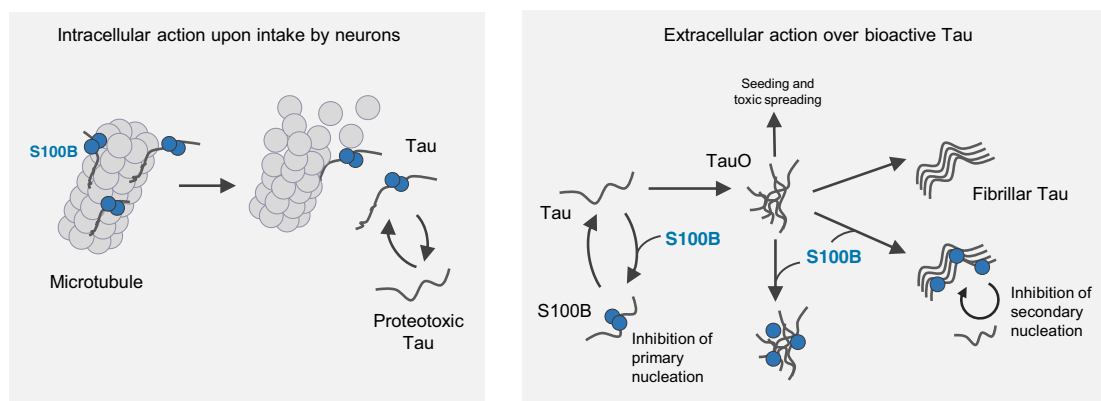 Intracellular action upon intake by neurons
S100B
Tau
Microtubule
Proteotoxic
Tau
Extracellular action over bioactive Tau
Seeding and
toxic spreading
TauO
Tau
Fibrillar Tau
S100B
S100B
S100B
Inhibition of
primary
nucleation
Inhibition of
secondary
nucleation